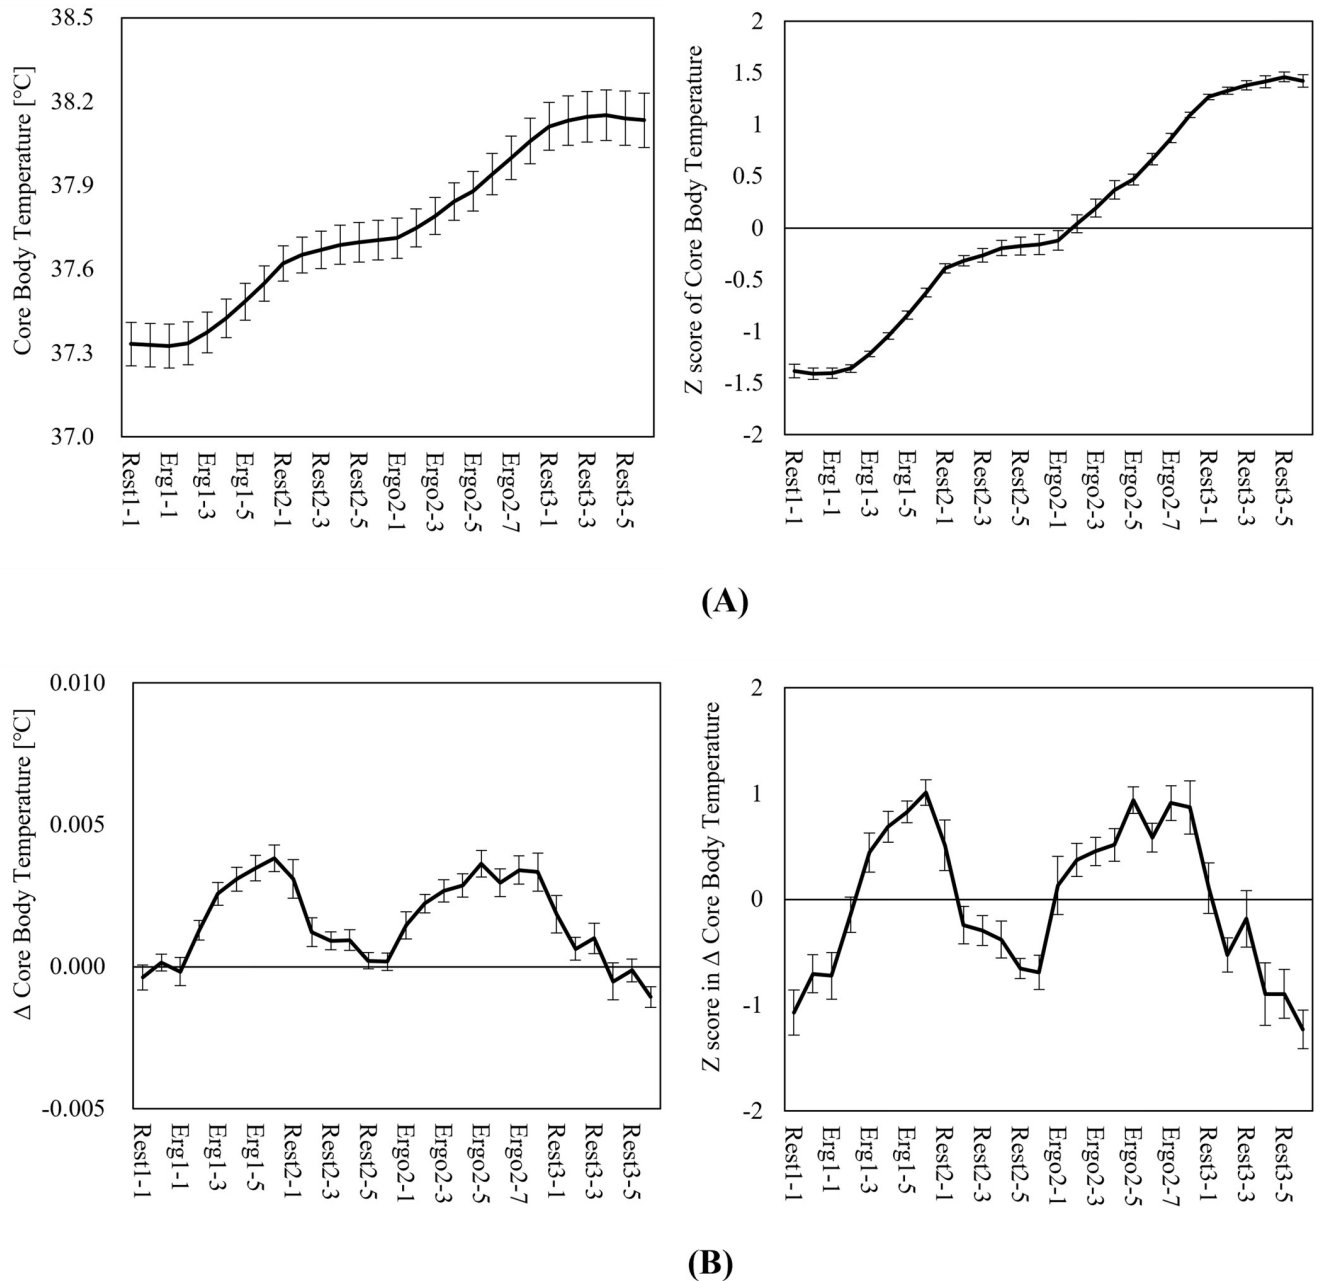 Core Body Temperature [℃]
38.5
38.2
37.9
37.6
37.3
37.0
Rest1-1
Erg1-1
Erg1-3
Erg1-5
Rest2-1
Rest2-3
Rest2-5
Ergo2-1
Ergo2-3
Ergo2-5
Ergo2-7
Rest3-1
Rest3-3
Rest3-5
Z score of Core Body Temperature
2
1.5
1
0.5
0
-0.5
-1
-1.5
-2
Rest1-1
Erg1-1
Erg1-3
Erg1-5
Rest2-1
Rest2-3
Rest2-5
Ergo2-1
Ergo2-3
Ergo2-5
Ergo2-7
Rest3-1
Rest3-3
Rest3-5
(A)
Δ Core Body Temperature [℃]
0.010
0.005
0.000
-0.005
Rest1-1
Erg1-1
Erg1-3
Erg1-5
Rest2-1
Rest2-3
Rest2-5
Ergo2-1
Ergo2-3
Ergo2-5
Ergo2-7
Rest3-1
Rest3-3
Rest3-5
Z score in Δ Core Body Temperature
2
1
0
-1
-2
Rest1-1
Erg1-1
Erg1-3
Erg1-5
Rest2-1
Rest2-3
Rest2-5
Ergo2-1
Ergo2-3
Ergo2-5
Ergo2-7
Rest3-1
Rest3-3
Rest3-5
(B)